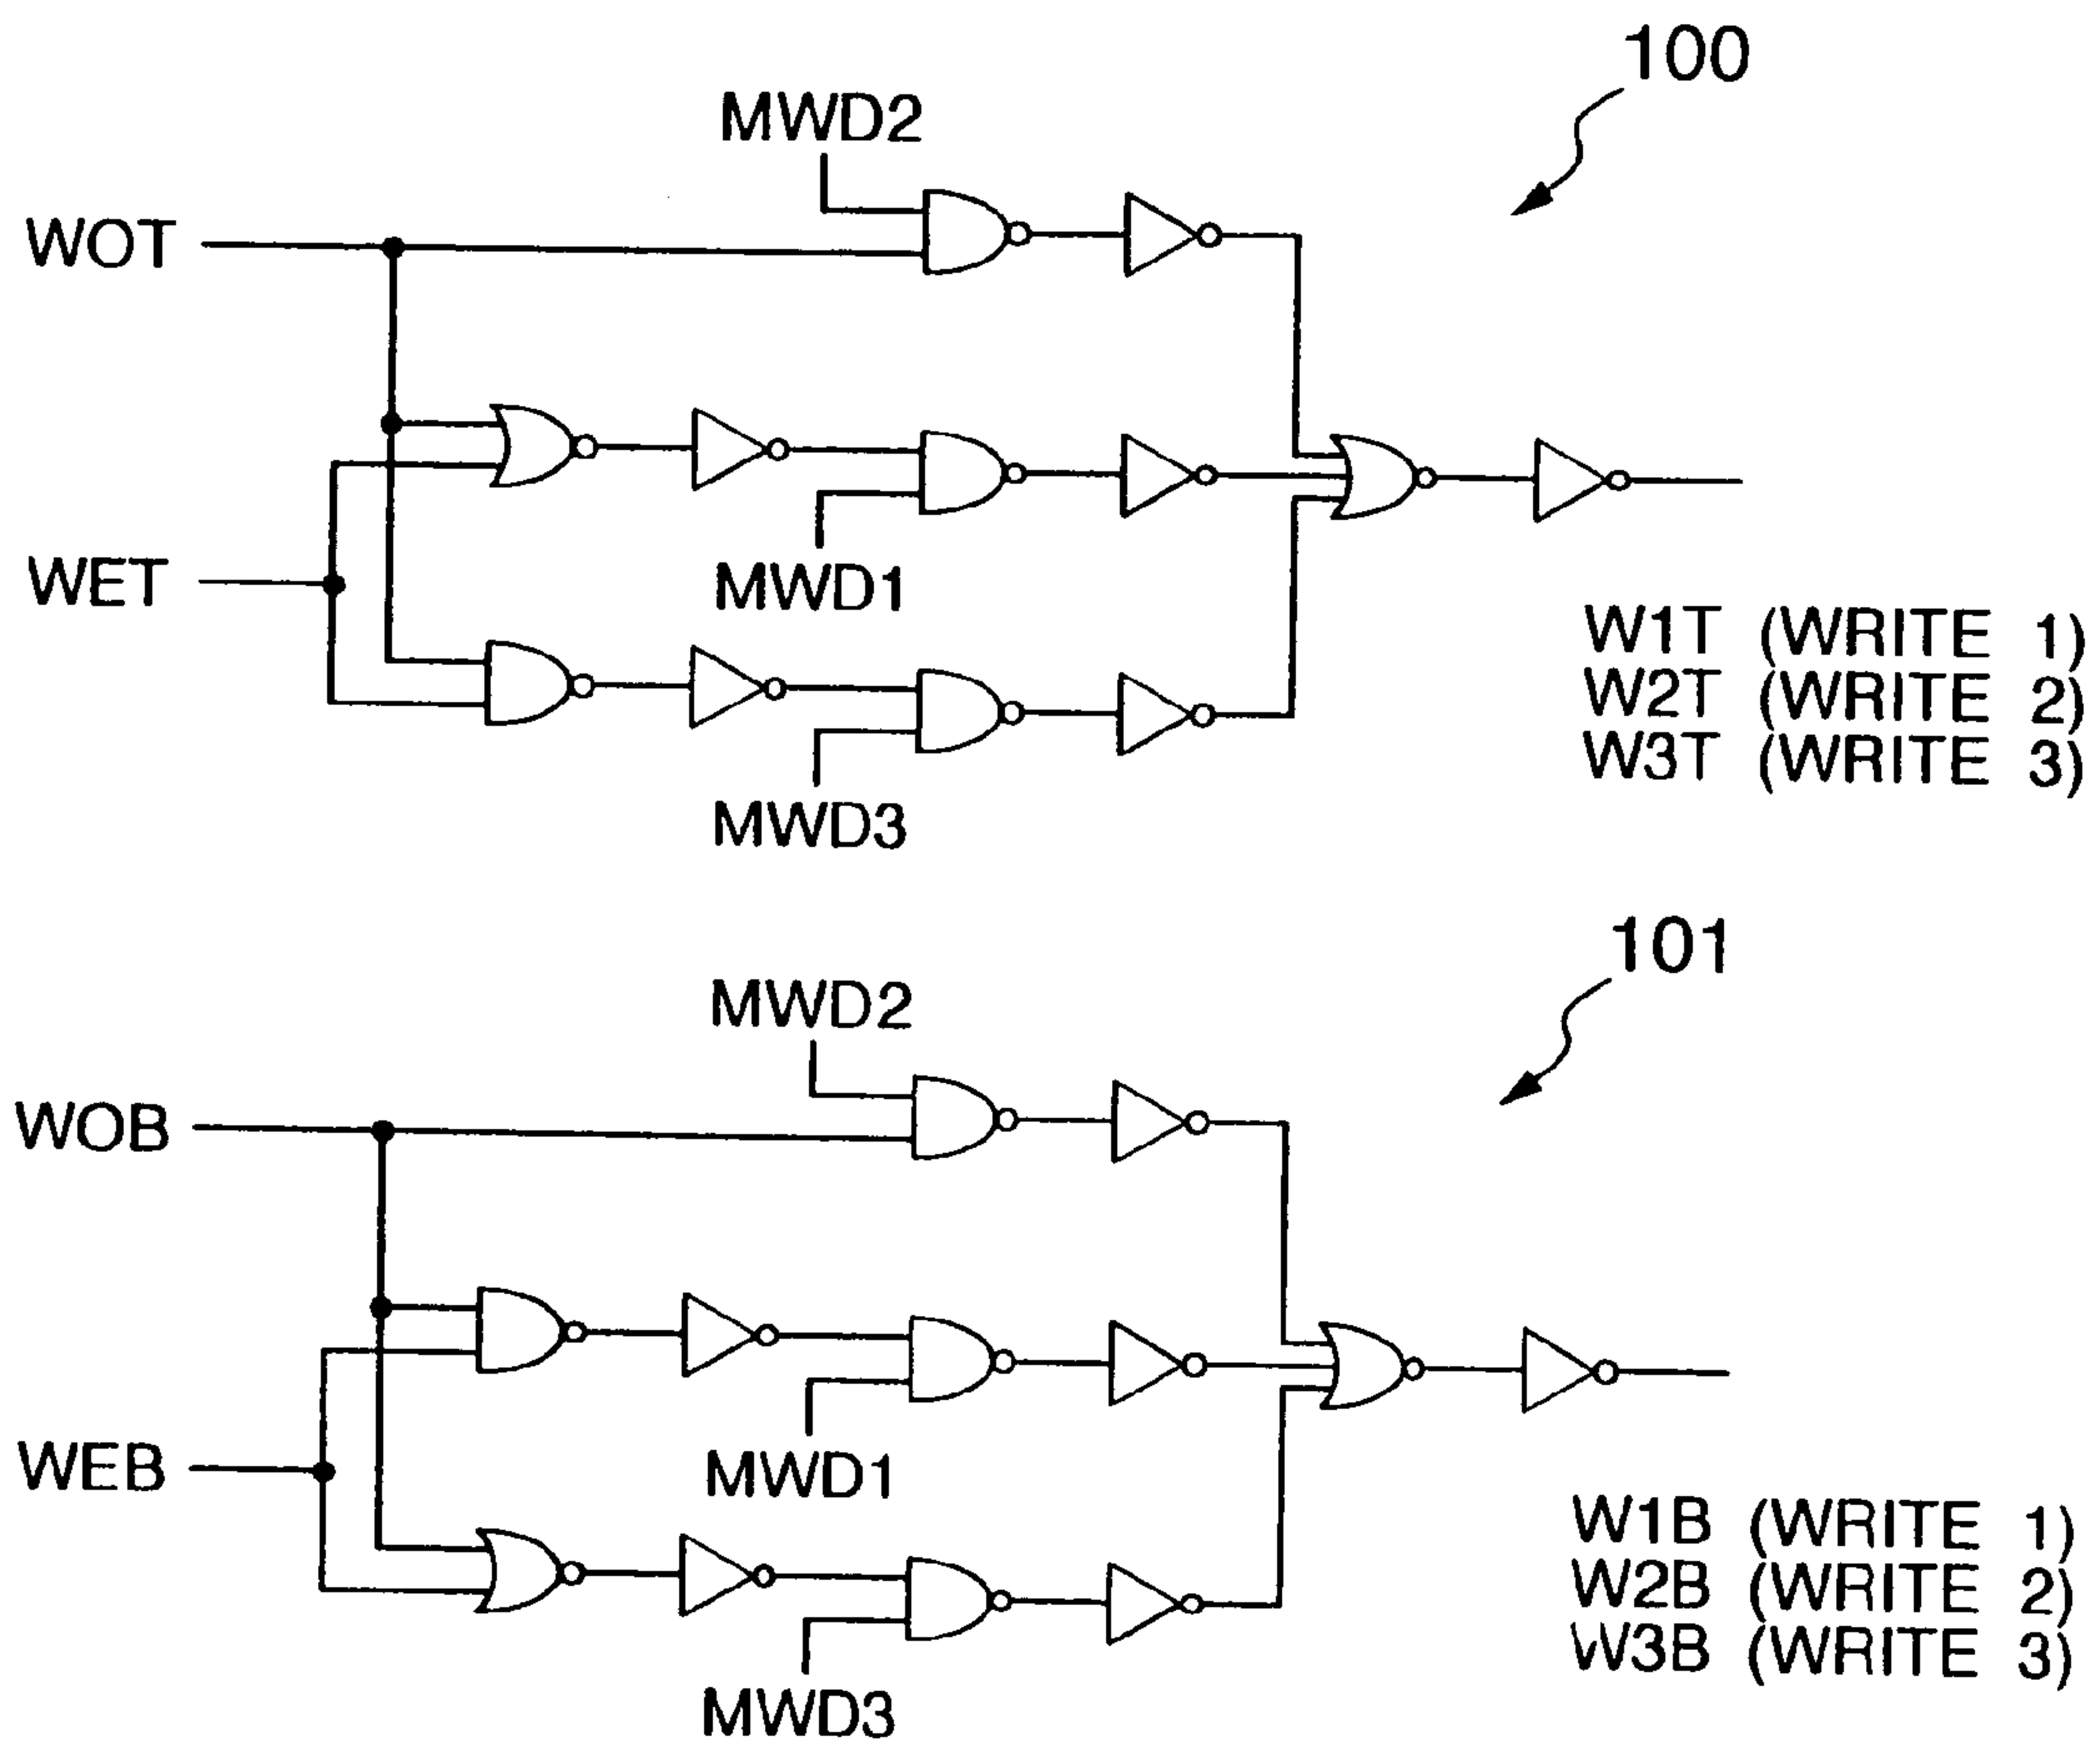 100
MWD2
WOT
MWD1
WET
W1T (WRITE 1)
W2T (WRITE 2)
W3T (WRITE 3)
MWD3
101
MWD2
WOB
MWD1
WEB
W1B (WRITE 1)
W2B (WRITE 2)
W3B (WRITE 3)
MWD3